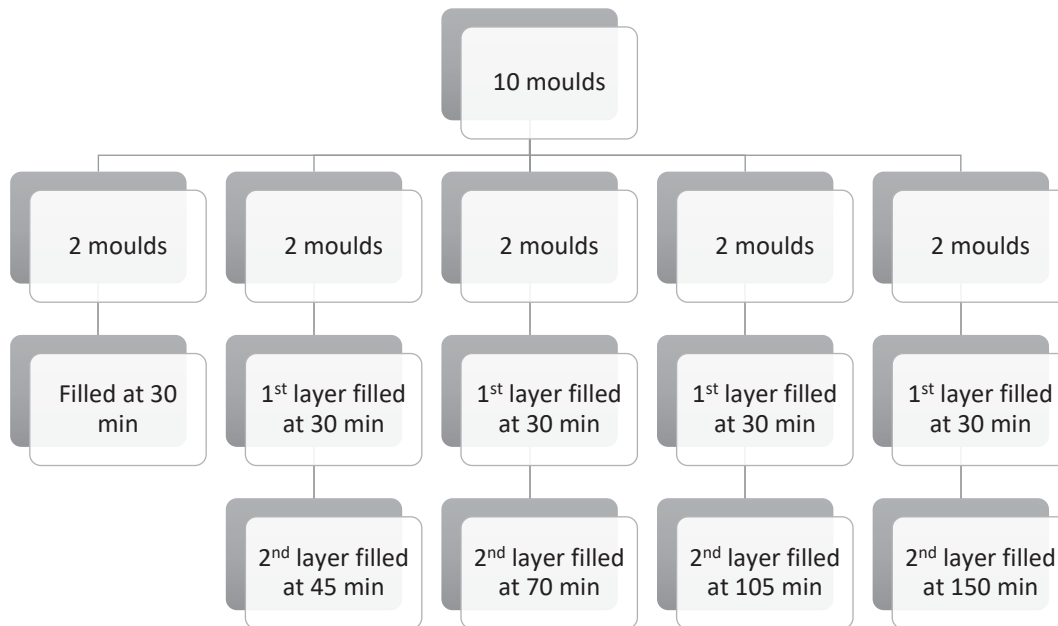 10 moulds
2 moulds
2 moulds
2 moulds
2 moulds
2 moulds
Filled at 30
min
1st layer filled
at 30 min
1st layer filled
at 30 min
1st layer filled
at 30 min
1st layer filled
at 30 min
2nd layer filled
at 45 min
2nd layer filled
at 70 min
2nd layer filled
at 105 min
2nd layer filled
at 150 min